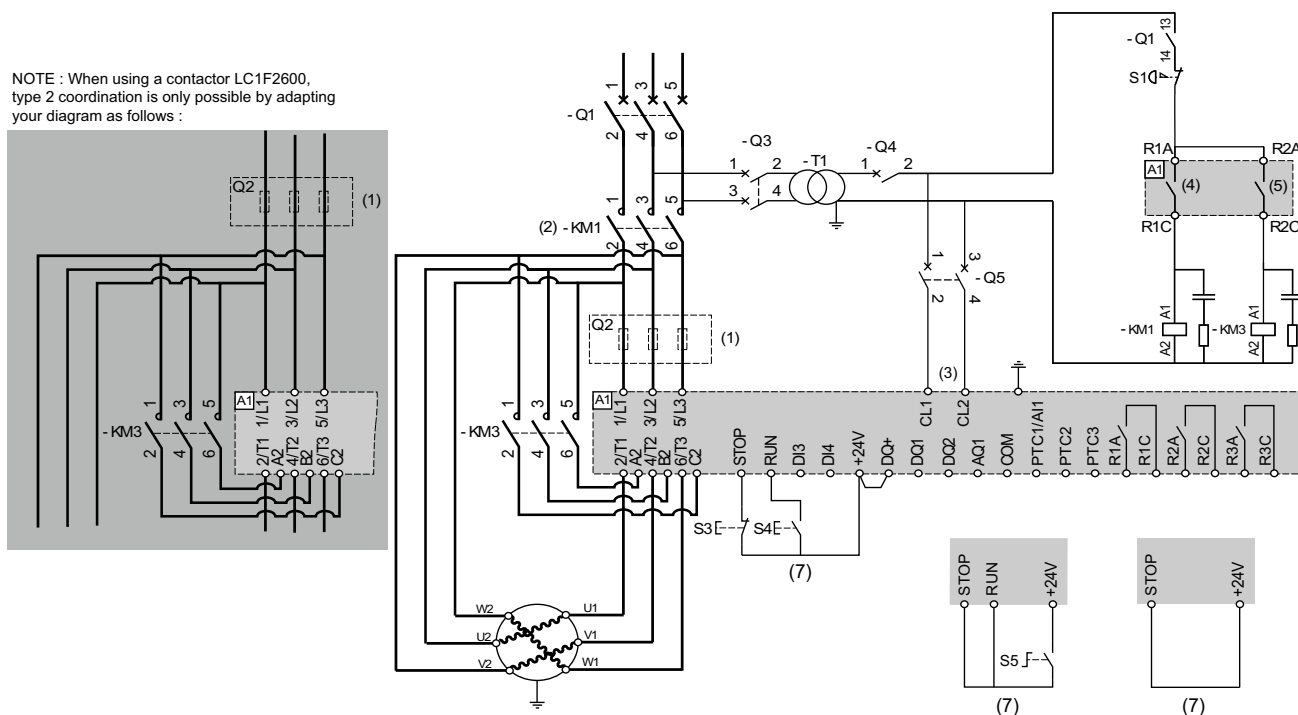 NOTE : When using a contactor LC1F2600,
type 2 coordination is only possible by adapting
your diagram as follows :
Q2
(1)
1
3
5
- KM3
2
4
6
A1
1/L1
3/L2
5/L3
2/T1
A2
4/T2
B2
6/T3
C2
1
3
5
- Q1
2
4
6
1
3
5
(2) - KM1
2
4
6
Q2
(1)
- Q3
1
2
3
4
- T1
- Q4
1
2
1
3
- Q5
2
4
(3)
13
- Q1
14
S1
R1A
R2A
A1
(4)
(5)
R1C
R2C
A1
- KM1
A2
A1
- KM3
A2
1
3
5
- KM3
2
4
6
A1
1/L1
3/L2
5/L3
2/T1
A2
4/T2
B2
6/T3
C2
CL1
CL2
STOP
RUN
DI3
DI4
+24V
DQ+
DQ1
DQ2
AQ1
COM
PTC1/AI1
PTC2
PTC3
R1A
R1C
R2A
R2C
R3A
R3C
S3
S4
(7)
W2
U1
U2
V1
V2
W1
STOP
RUN
+24V
S5
(7)
STOP
+24V
(7)